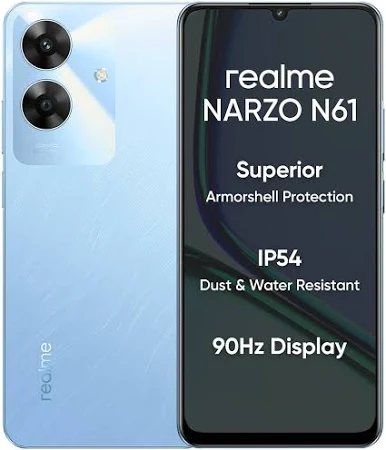 realme
NARZO N61
Superior
Armorshell Protection
IP54
Dust & Water Resistant
90Hz Display
realme